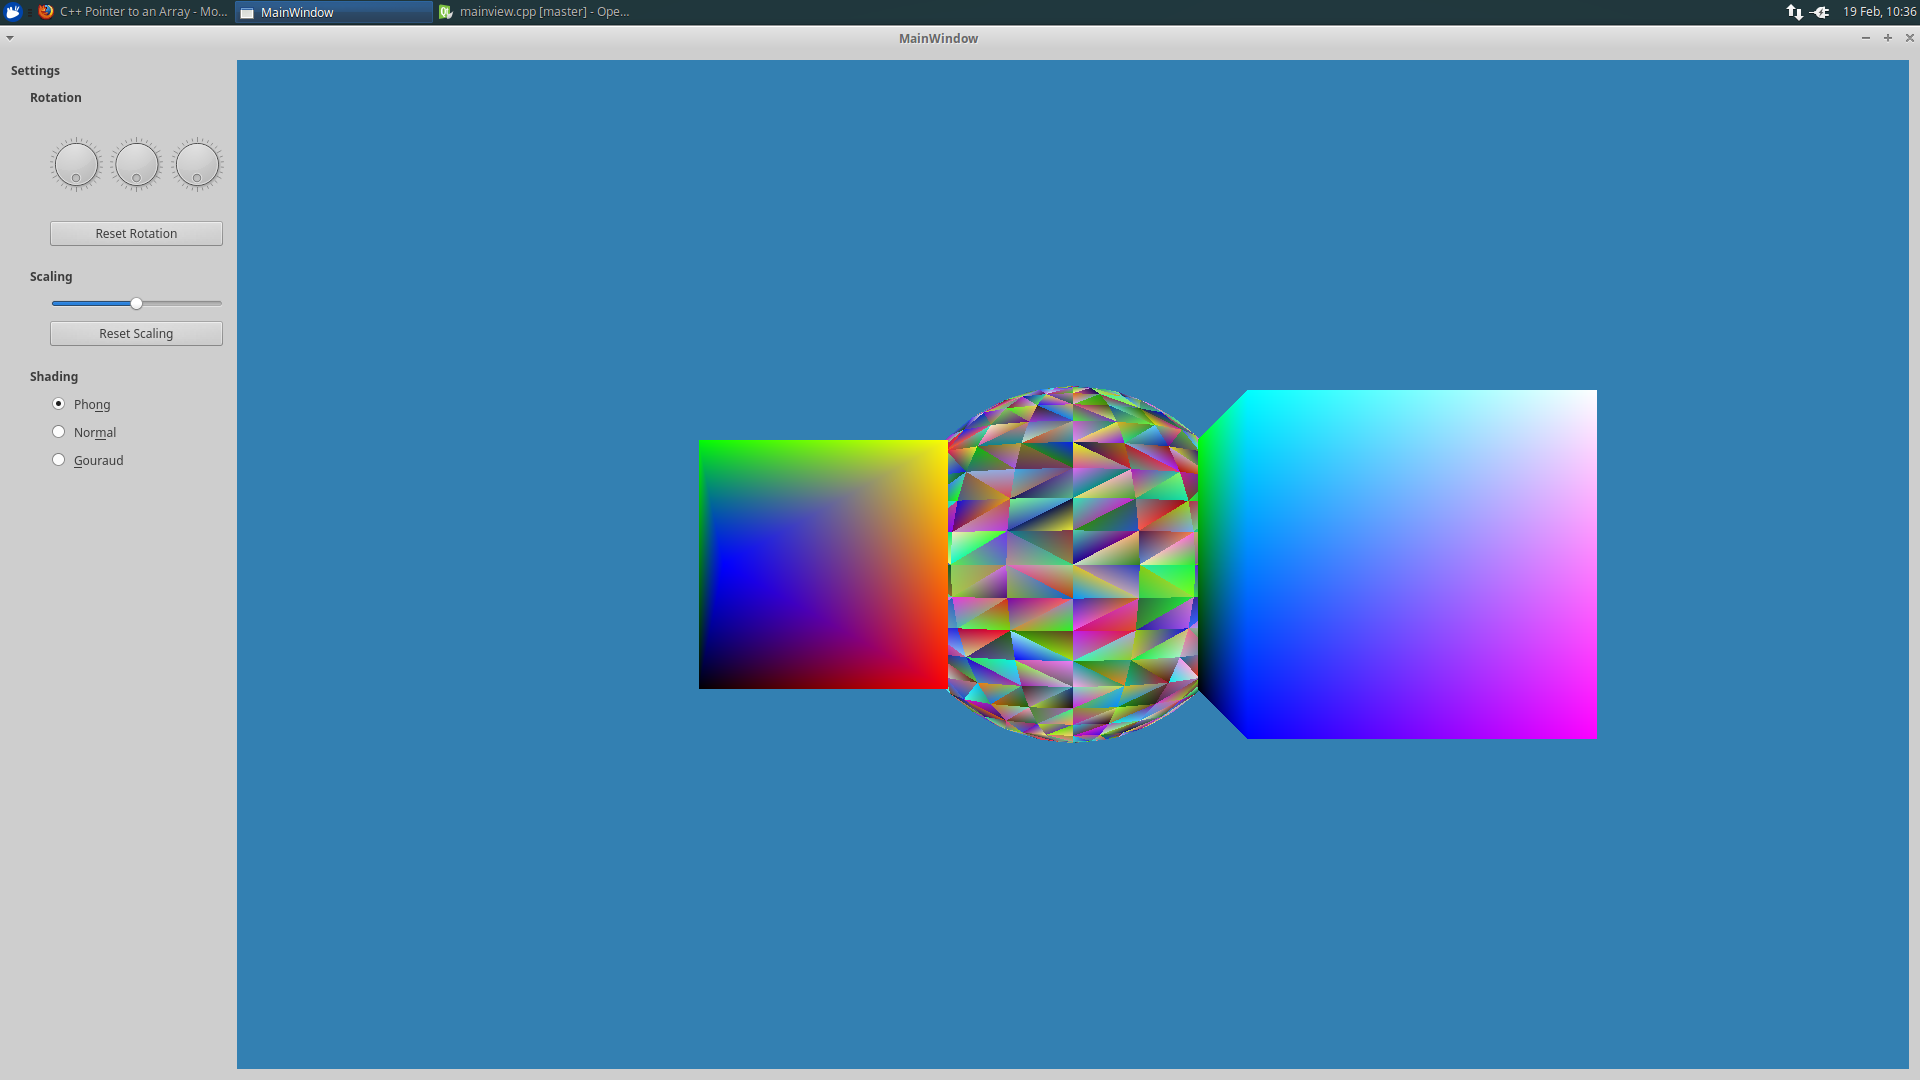 C++ Pointer to an Array - Mo...
MainWindow
mainview.cpp [master] - Ope...
19 Feb, 10:36
MainWindow
Settings
Rotation
Reset Rotation
Scaling
Reset Scaling
Shading
Phong
Normal
Gouraud